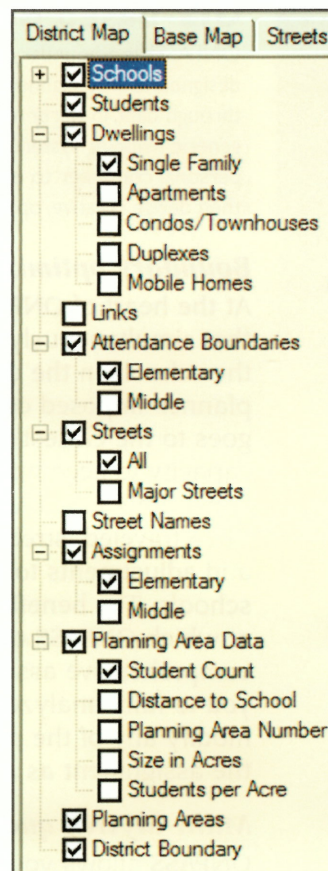 District Map Base Map Streets
Schools
Students
Dwellings
Single Family
Apartments
Condos/Townhouses
Duplexes
Mobile Homes
Links
Attendance Boundaries
Elementary
Middle
Streets
All
Major Streets
Street Names
Assignments
Elementary
Middle
Planning Area Data
Student Count
Distance to School
Planning Area Number
Size in Acres
Students per Acre
Planning Areas
District Boundary